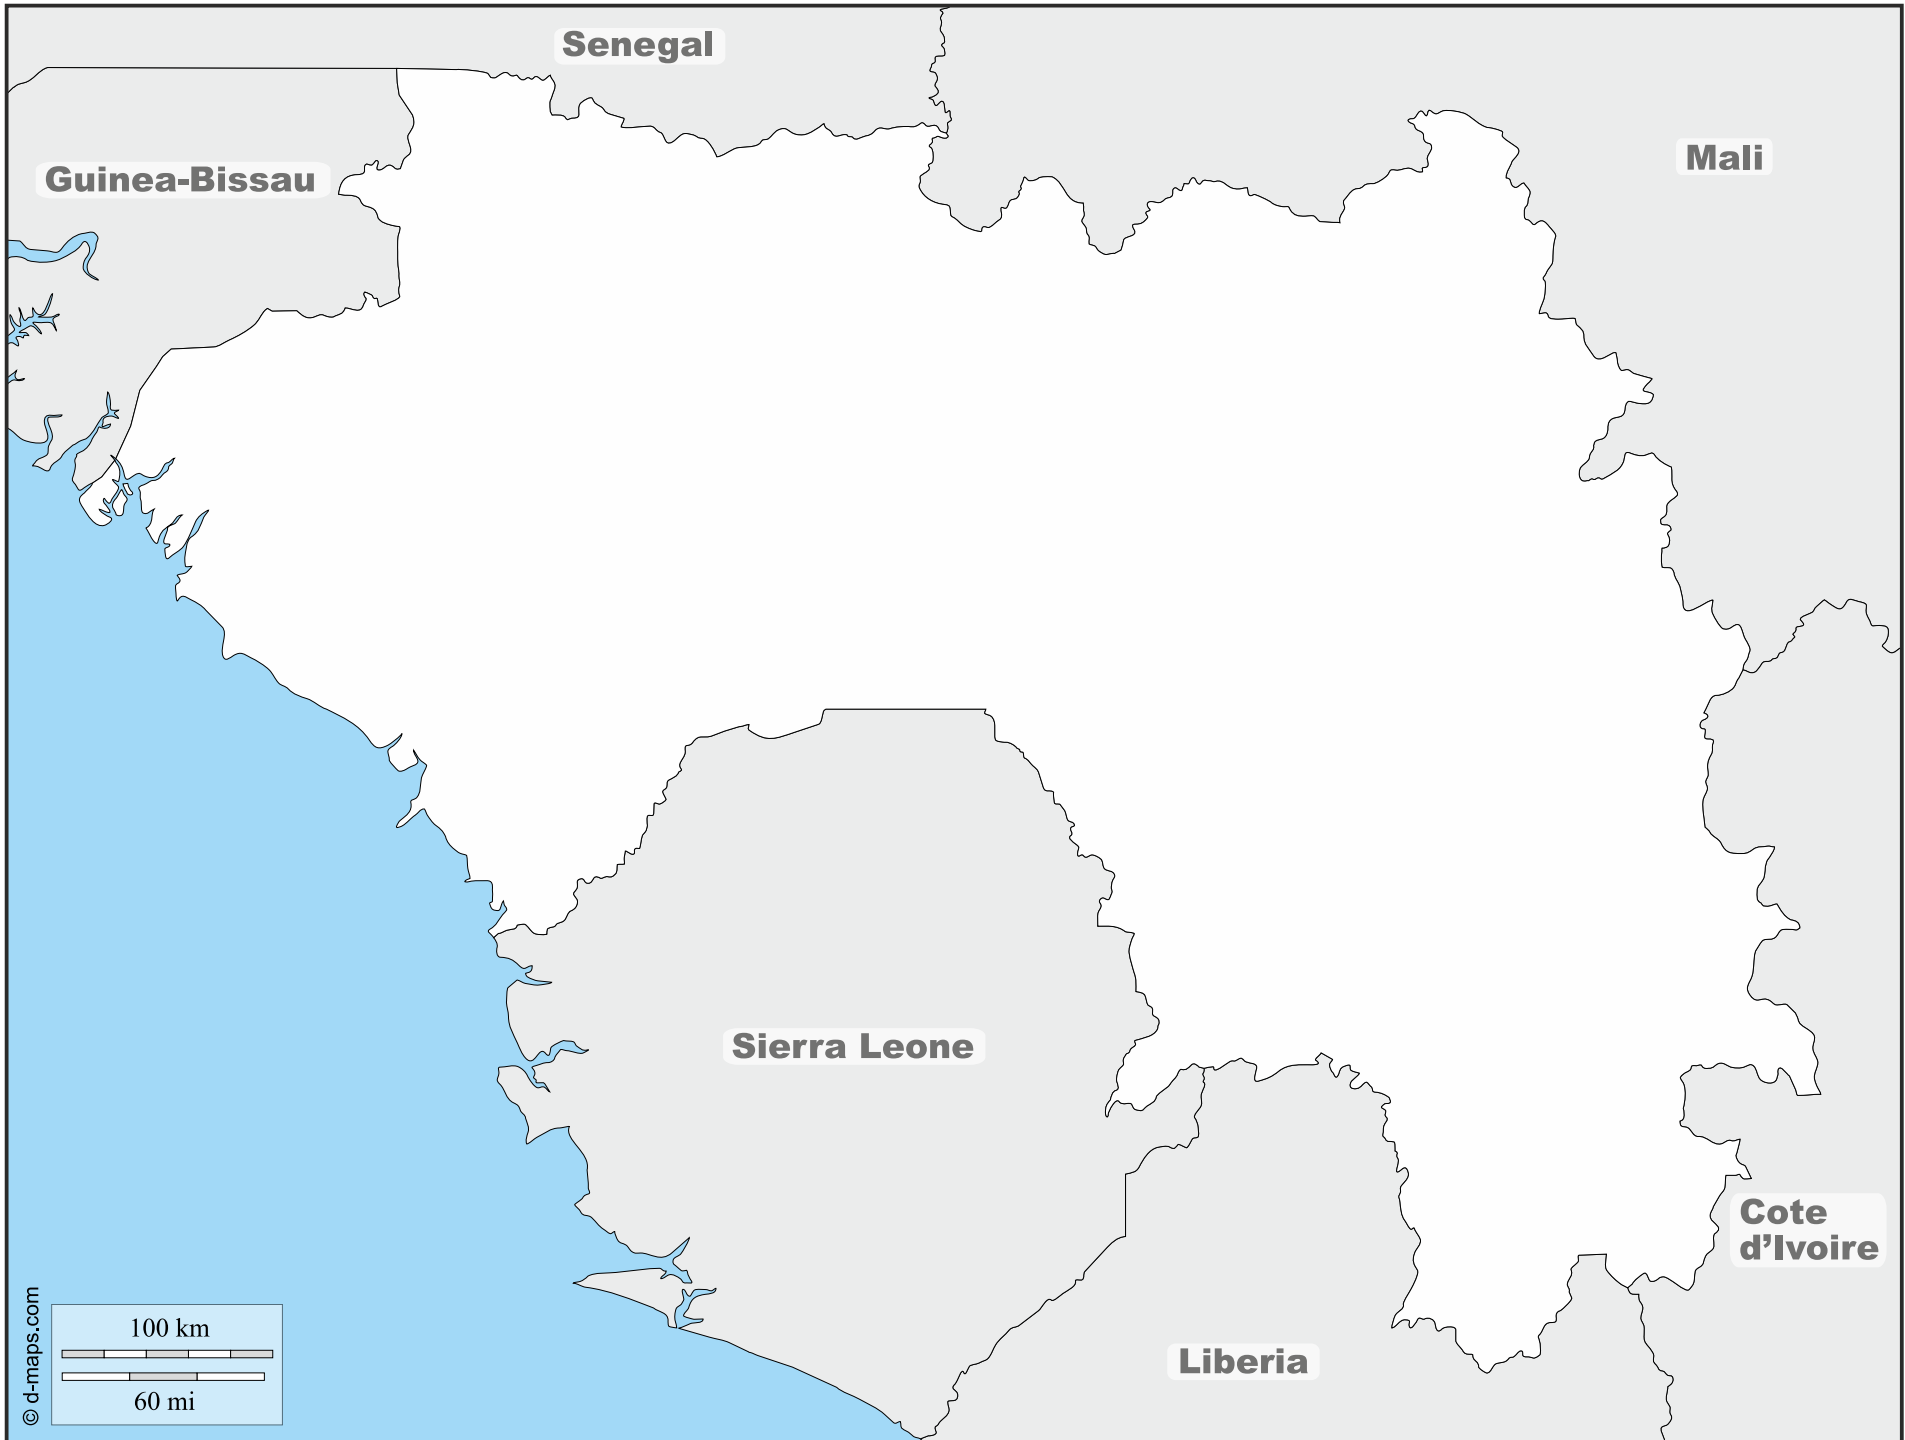 Senegal
Mali
Guinea-Bissau
Sierra Leone
Cote
d'Ivoire
Liberia
100 km
60 mi
© d-maps.com